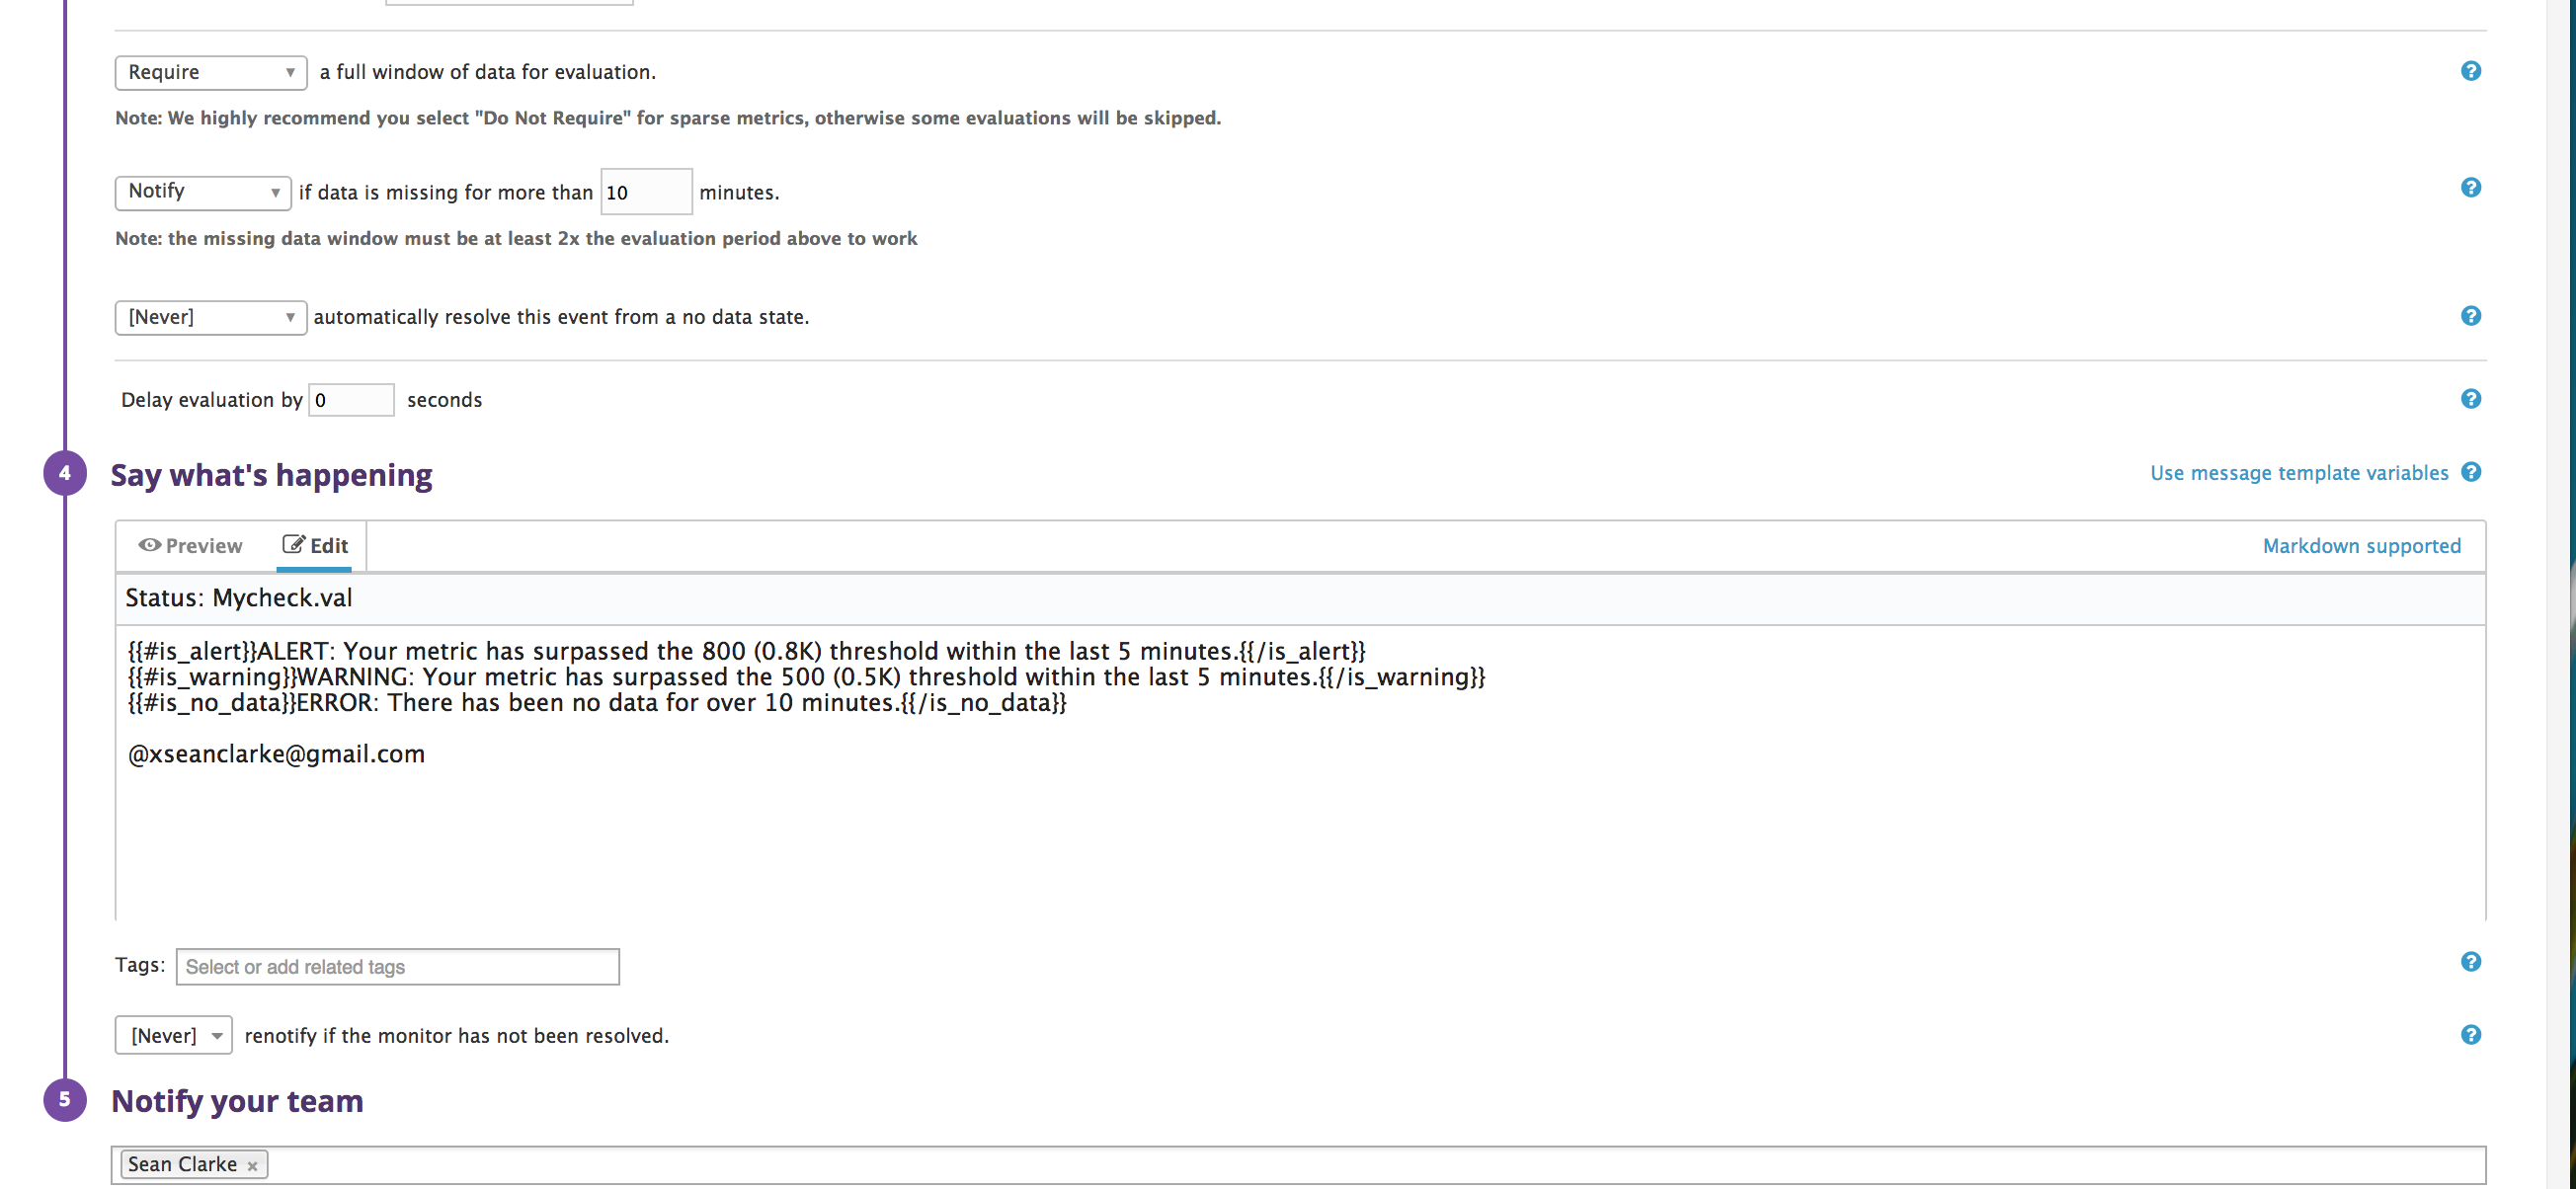 Require ▼ a full window of data for evaluation.
Note: We highly recommend you select "Do Not Require" for sparse metrics, otherwise some evaluations will be skipped.
Notify ▼ if data is missing for more than 10 minutes.
Note: the missing data window must be at least 2x the evaluation period above to work
[Never] ▼ automatically resolve this event from a no data state.
Delay evaluation by 0 seconds
4 Say what's happening
Use message template variables
Preview Edit
Markdown supported
Status: Mycheck.val
{{#is_alert}}ALERT: Your metric has surpassed the 800 (0.8K) threshold within the last 5 minutes.{{/is_alert}}
{{#is_warning}}WARNING: Your metric has surpassed the 500 (0.5K) threshold within the last 5 minutes.{{/is_warning}}
{{#is_no_data}}ERROR: There has been no data for over 10 minutes.{{/is_no_data}}
@xseanclarke@gmail.com
Tags: Select or add related tags
[Never] renotify if the monitor has not been resolved.
5 Notify your team
Sean Clarke ×